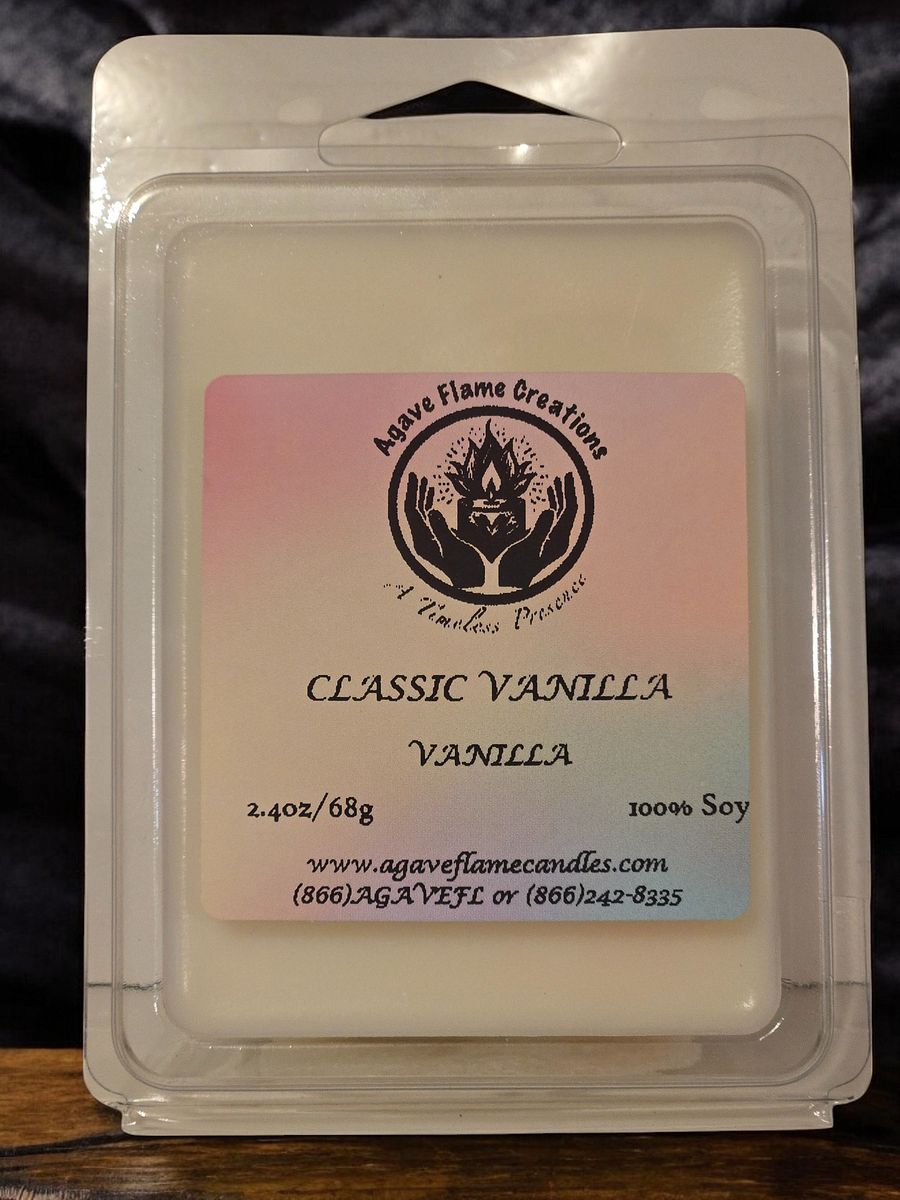 Agave Flame Creations
A Timeless Presence
CLASSIC VANILLA
VANILLA
2.4oz/68g 100% Soy
www.agaveflamecandles.com
(866)AGAVEFL or (866)242-8335